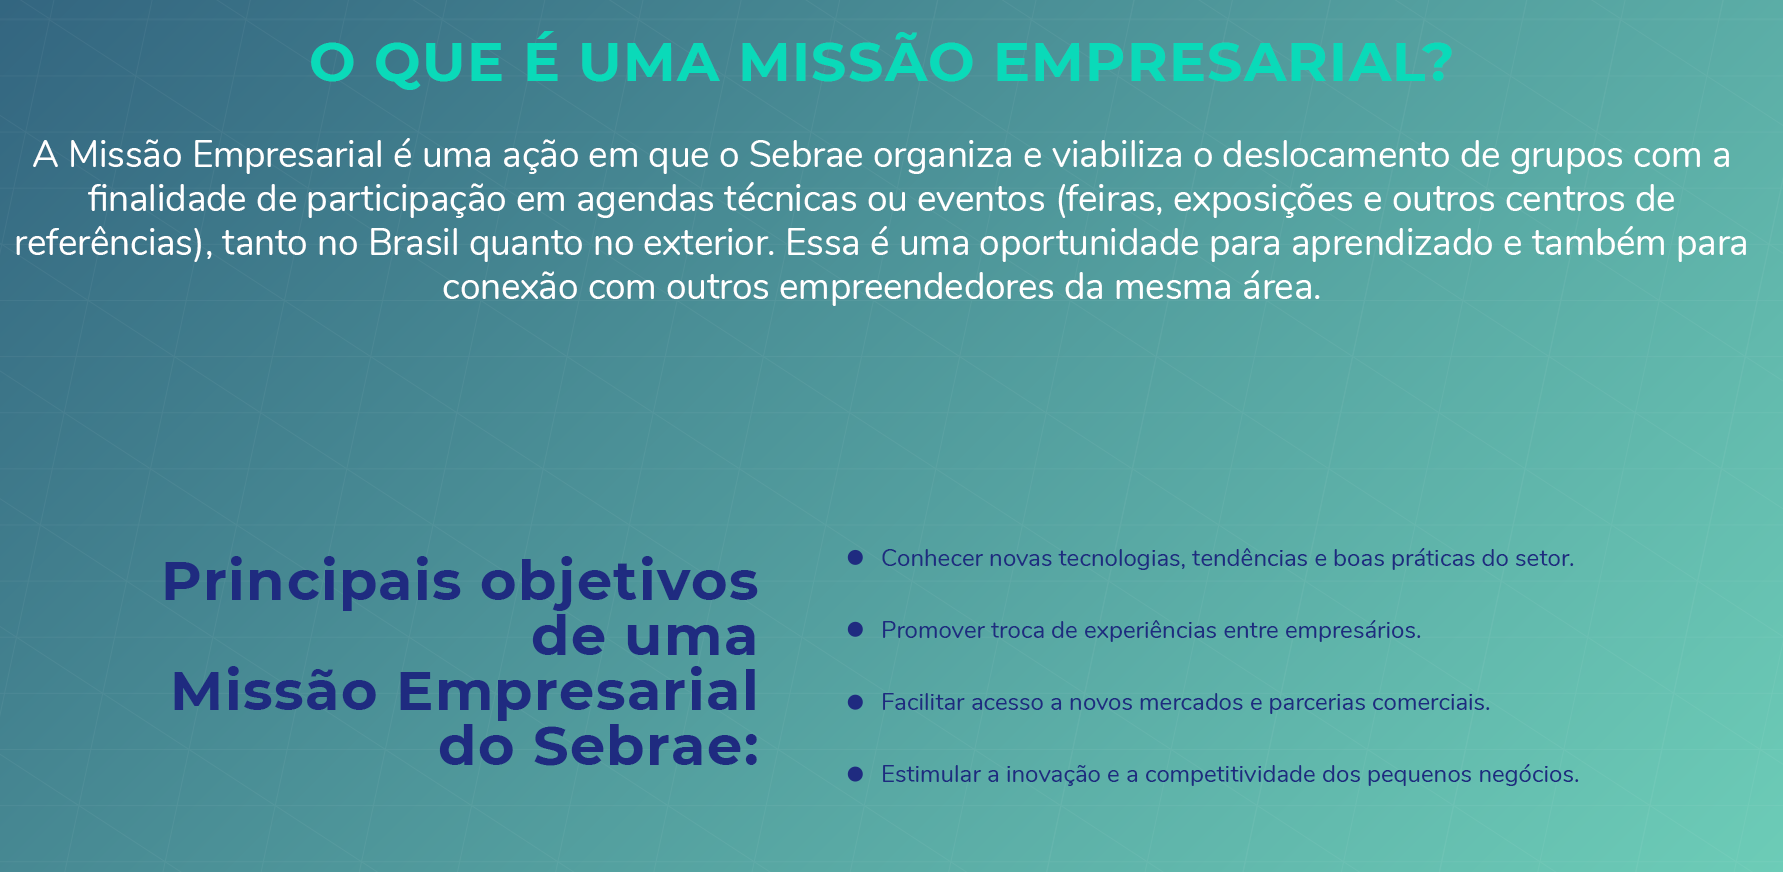 O QUE É UMA MISSÃO EMPRESARIAL?
A Missão Empresarial é uma ação em que o Sebrae organiza e viabiliza o deslocamento de grupos com a
finalidade de participação em agendas técnicas ou eventos (feiras, exposições e outros centros de
referências), tanto no Brasil quanto no exterior. Essa é uma oportunidade para aprendizado e também para
conexão com outros empreendedores da mesma área.
Principais objetivos
de uma
Missão Empresarial
do Sebrae:
● Conhecer novas tecnologias, tendências e boas práticas do setor.
● Promover troca de experiências entre empresários.
● Facilitar acesso a novos mercados e parcerias comerciais.
● Estimular a inovação e a competitividade dos pequenos negócios.